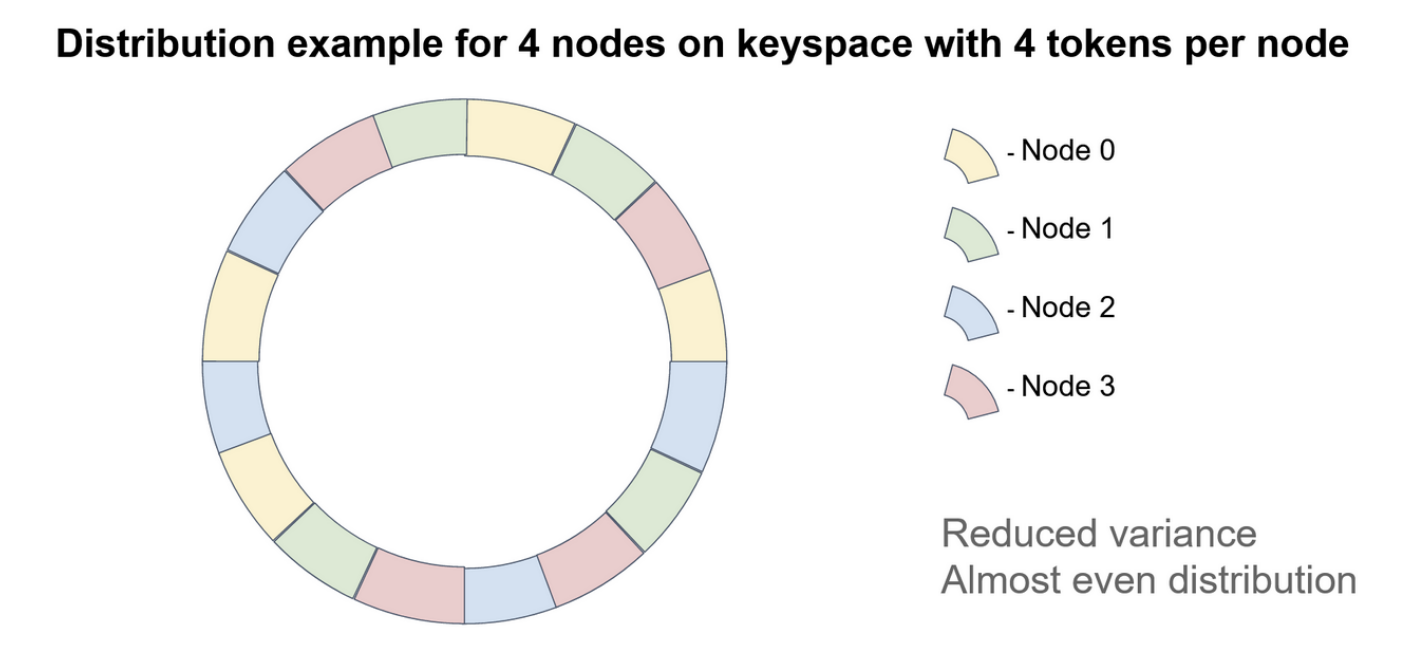 Distribution example for 4 nodes on keyspace with 4 tokens per node
- Node 0
- Node 1
- Node 2
- Node 3
Reduced variance
Almost even distribution